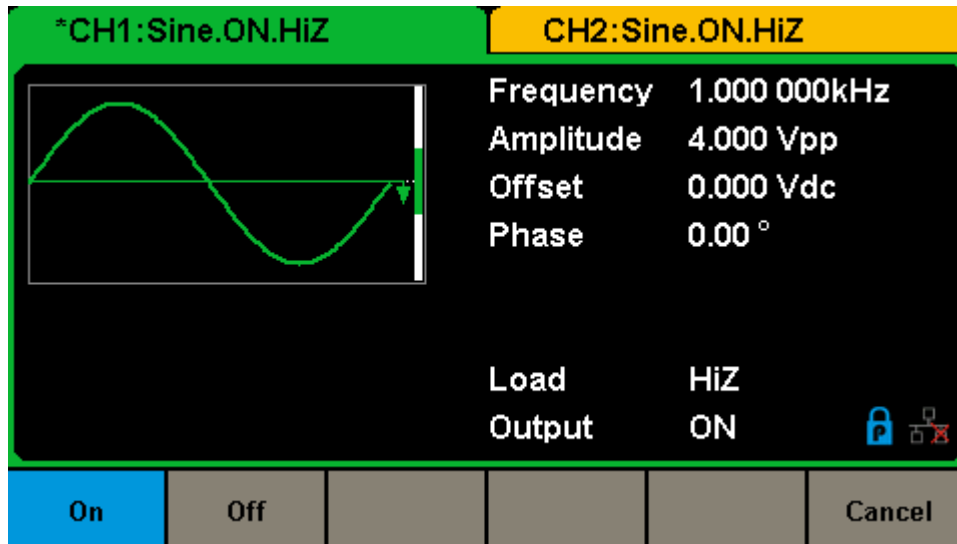 *CH1:Sine.ON.HiZ
CH2:Sine.ON.HiZ
Frequency 1.000 000kHz
Amplitude 4.000 Vpp
Offset 0.000 Vdc
Phase 0.00 °
Load HiZ
Output ON
P
On Off Cancel